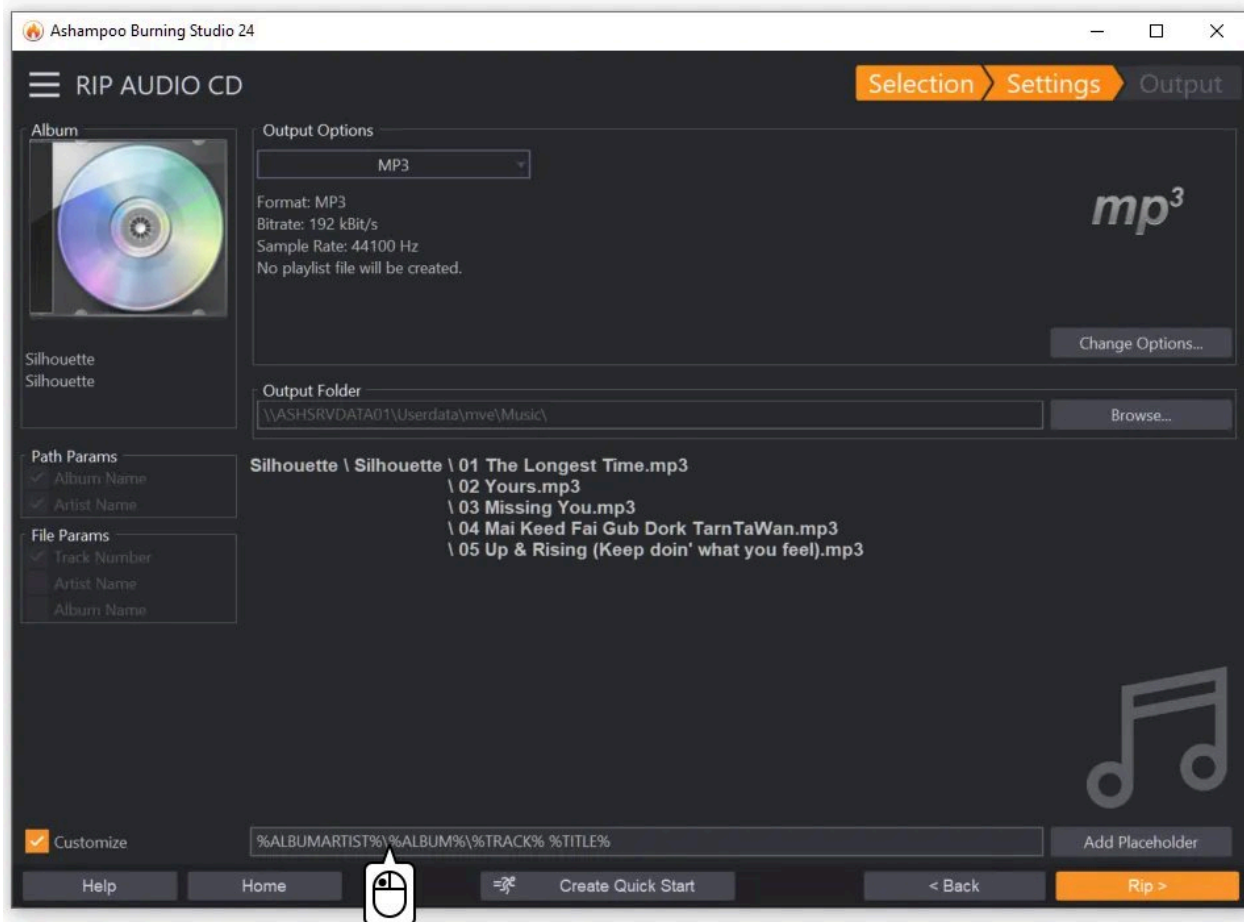 Ashampoo Burning Studio 24
RIP AUDIO CD
Selection Settings Output
Album
Silhouette
Silhouette
Output Options
MP3
Format: MP3
Bitrate: 192 kBit/s
Sample Rate: 44100 Hz
No playlist file will be created.
mp3
Change Options...
Output Folder
\\ASHSRVDATA01\Userdata\mve\Music\
Browse...
Path Params
Album Name
Artist Name
File Params
Track Number
Artist Name
Album Name
Silhouette \ Silhouette \ 01 The Longest Time.mp3
\ 02 Yours.mp3
\ 03 Missing You.mp3
\ 04 Mai Keed Fai Gub Dork TarnTaWan.mp3
\ 05 Up & Rising (Keep doin' what you feel).mp3
Customize
%ALBUMARTIST%\%ALBUM%\%TRACK% %TITLE%
Add Placeholder
Help
Home
Create Quick Start
< Back
Rip >